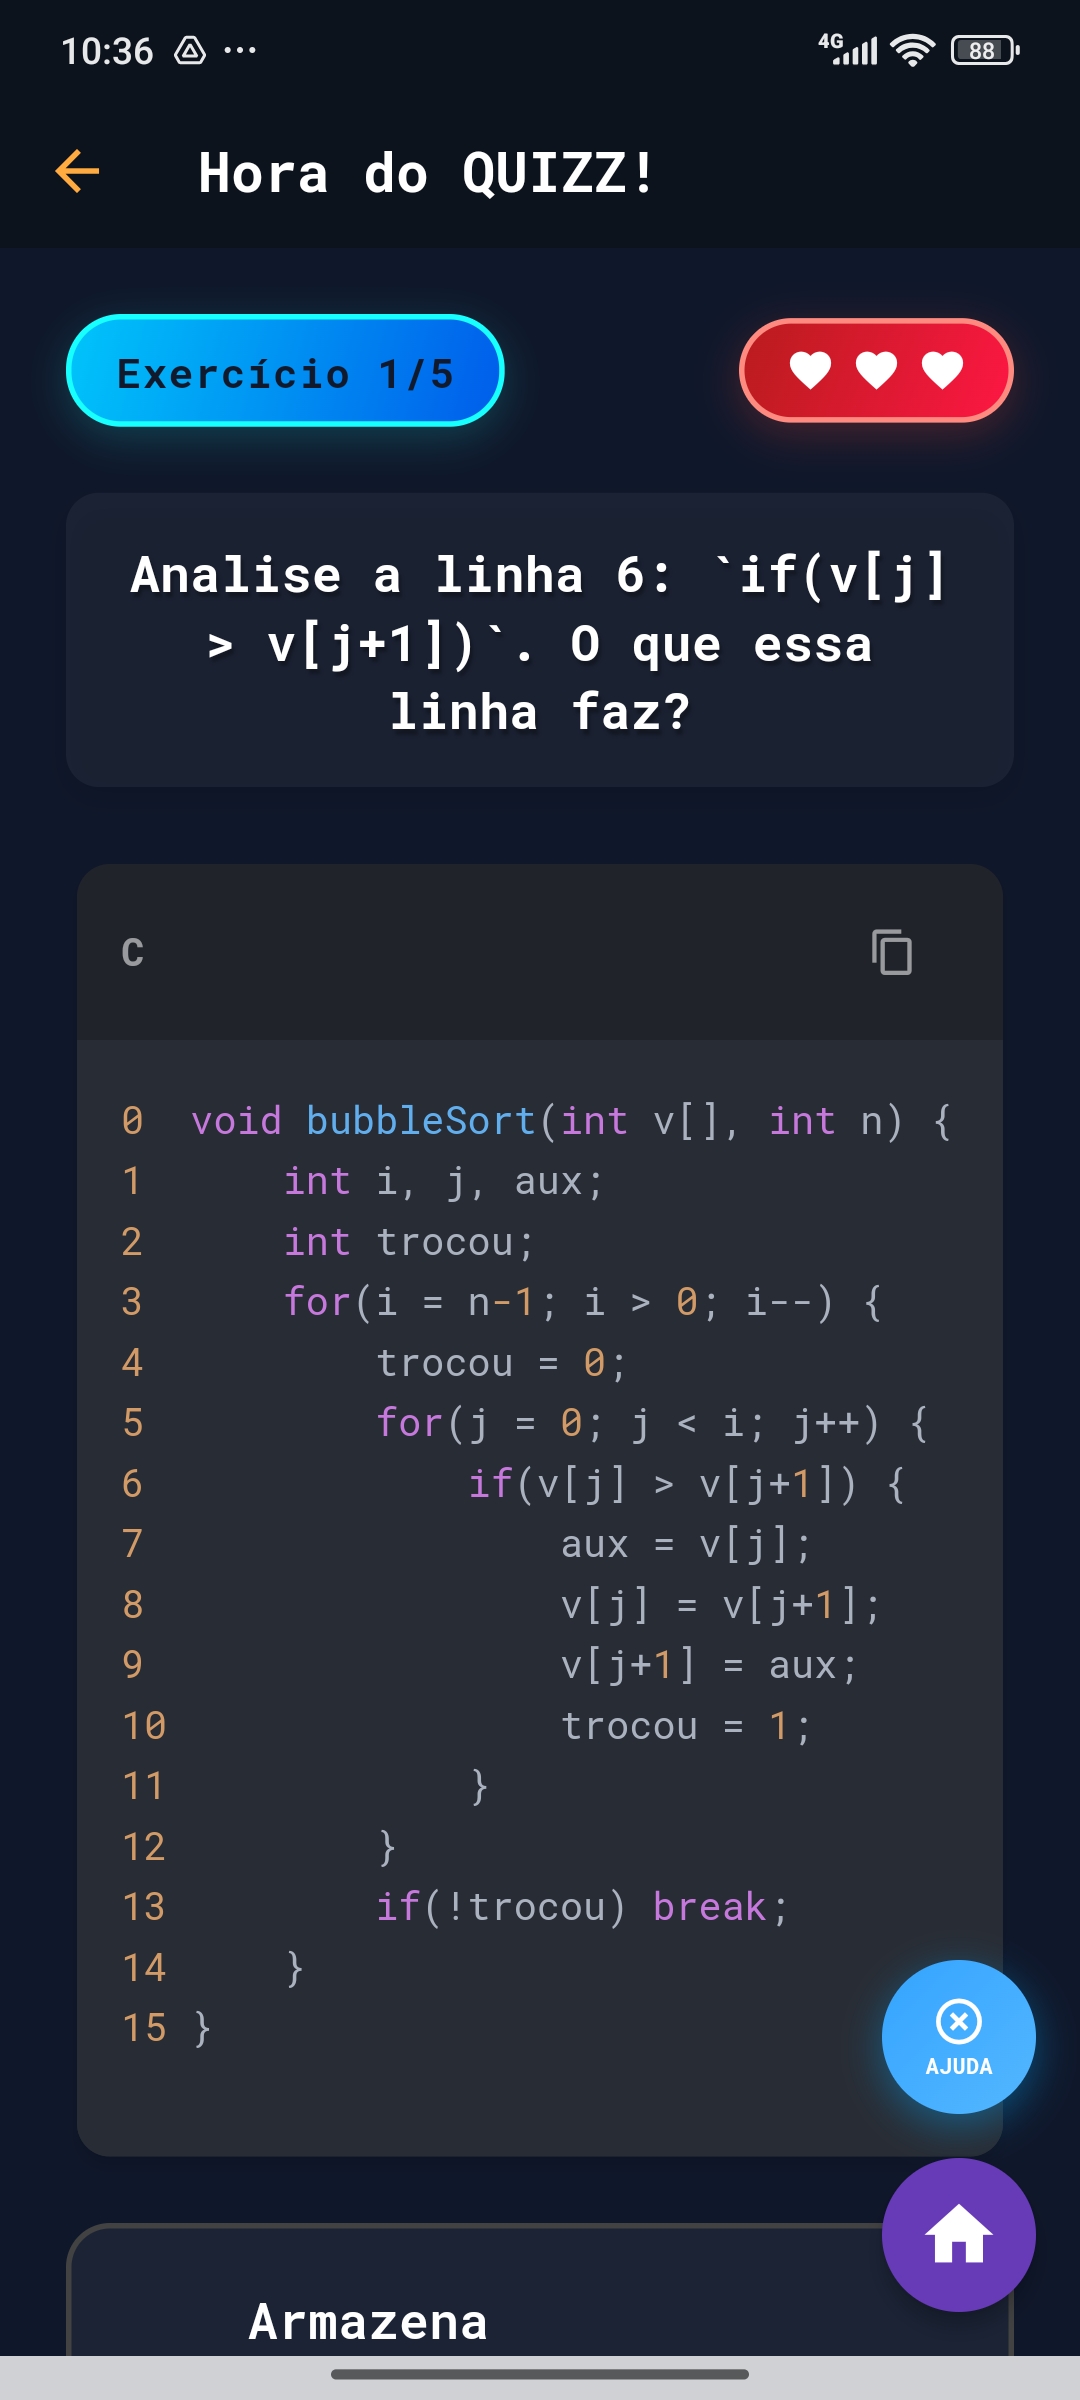 10:36
4G
88
Hora do QUIZZ!
Exercício 1/5
Analise a linha 6: `if(v[j]
> v[j+1])`. O que essa
linha faz?
C
0 void bubbleSort(int v[], int n) {
1     int i, j, aux;
2     int trocou;
3     for(i = n-1; i > 0; i--) {
4         trocou = 0;
5         for(j = 0; j < i; j++) {
6             if(v[j] > v[j+1]) {
7                 aux = v[j];
8                 v[j] = v[j+1];
9                 v[j+1] = aux;
10                 trocou = 1;
11             }
12         }
13         if(!trocou) break;
14     }
15 }
AJUDA
Armazena